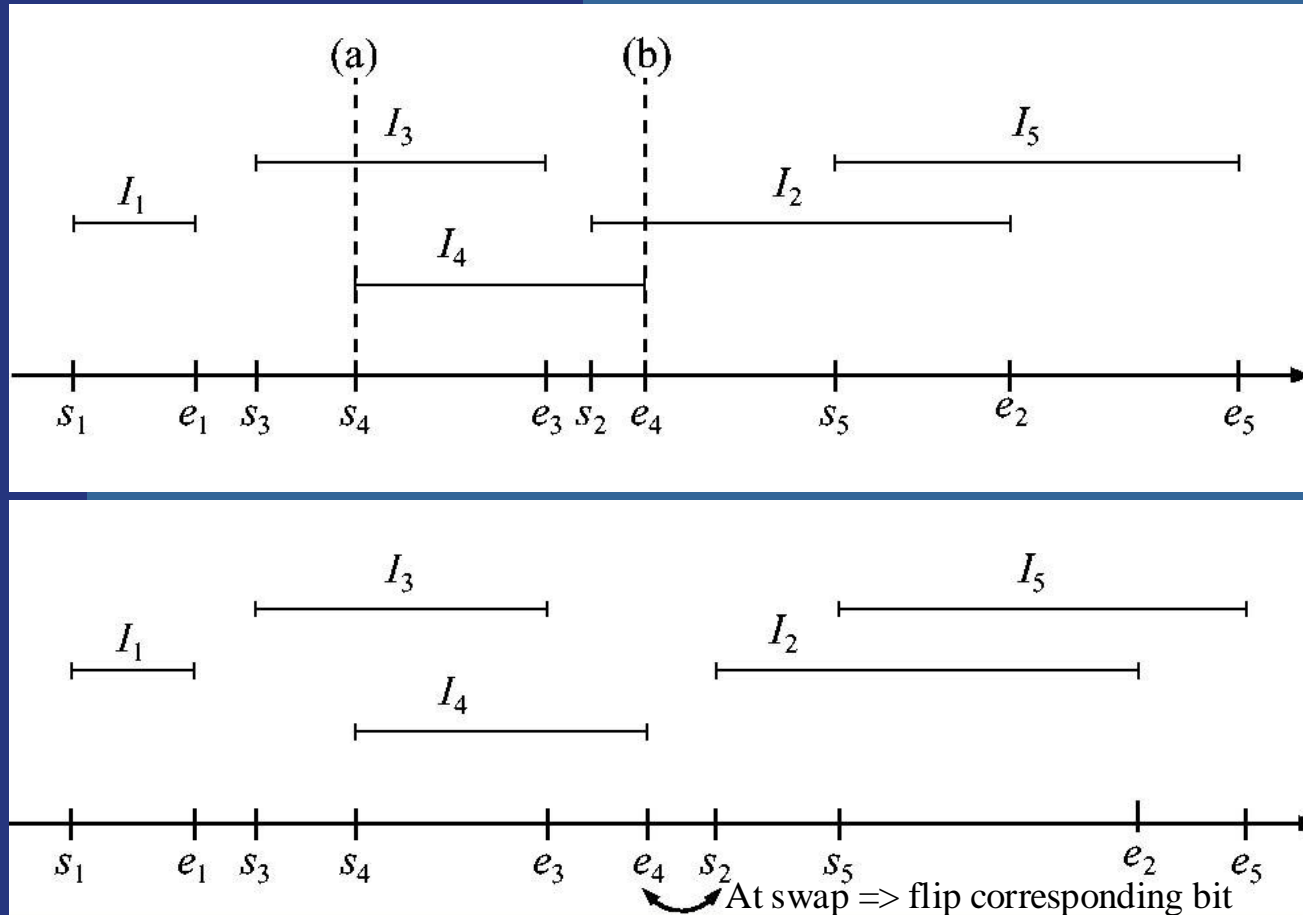 (a) (b)
I₃ I₅
I₁ I₂
I₄
s₁ e₁ s₃ s₄ e₃ s₂ e₄ s₅ e₂ e₅
I₃ I₅
I₁ I₂
I₄
s₁ e₁ s₃ s₄ e₃ e₄ s₂ s₅ e₂ e₅
At swap => flip corresponding bit